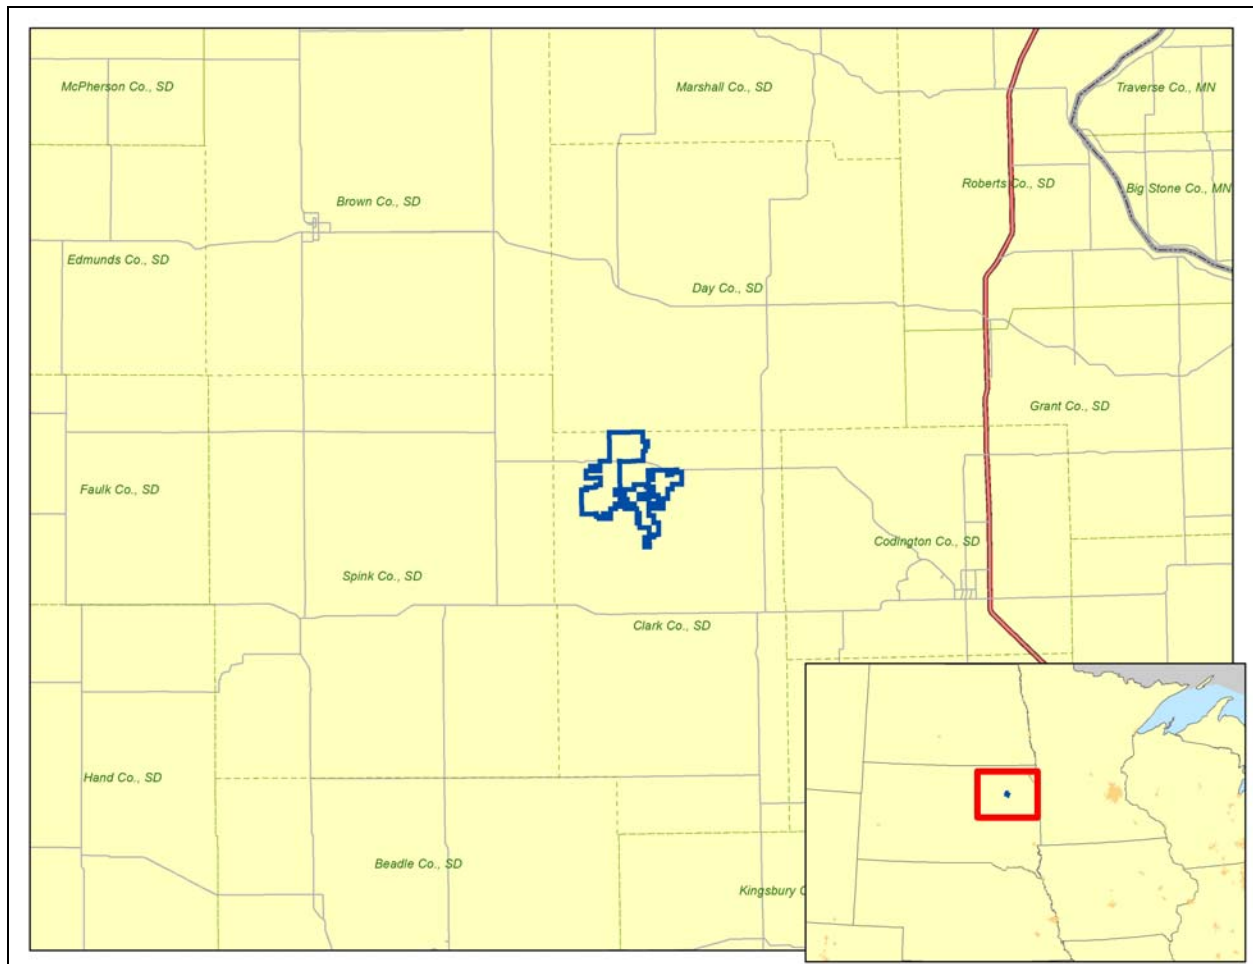 McPherson Co., SD
Marshall Co., SD
Traverse Co., MN
Roberts Co., SD
Big Stone Co., MN
Brown Co., SD
Edmunds Co., SD
Day Co., SD
Grant Co., SD
Faulk Co., SD
Codington Co., SD
Spink Co., SD
Clark Co., SD
Hand Co., SD
Beadle Co., SD
Kingsbury